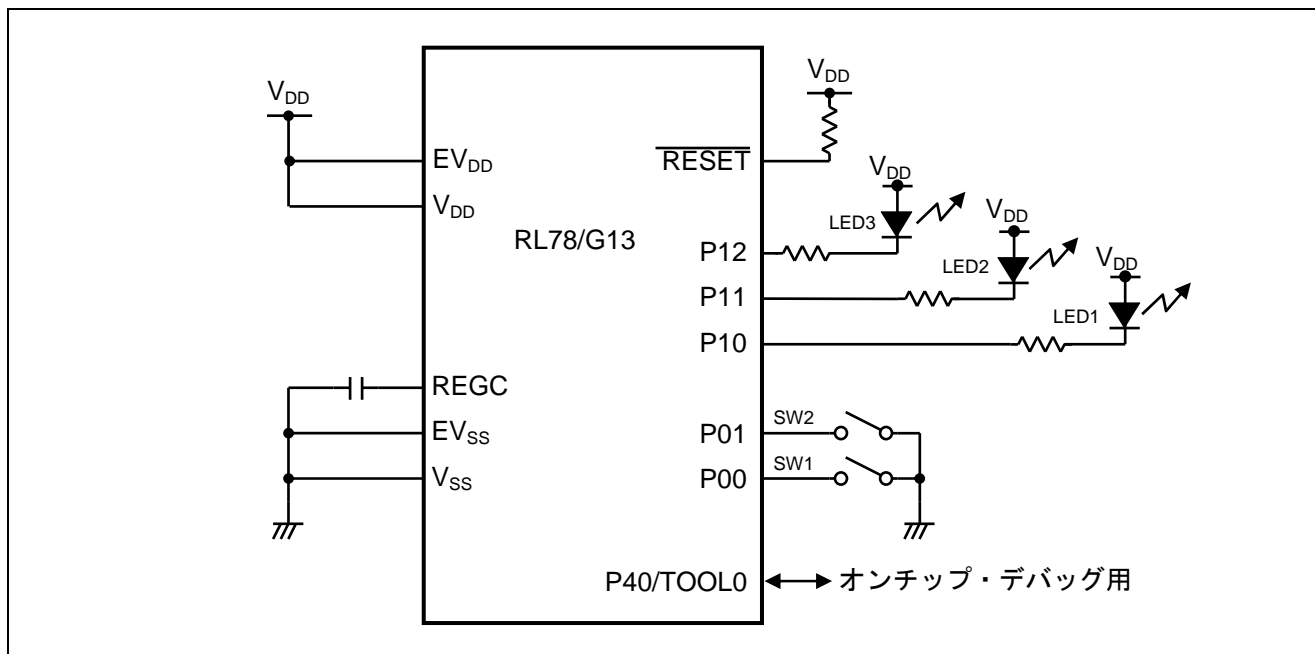 VDD
VDD
EVDD
RESET
VDD
VDD
LED3
VDD
RL78/G13
P12
LED2
VDD
P11
LED1
P10
REGC
EVSS
P01
SW2
VSS
P00
SW1
P40/TOOL0
オンチップ・デバッグ用